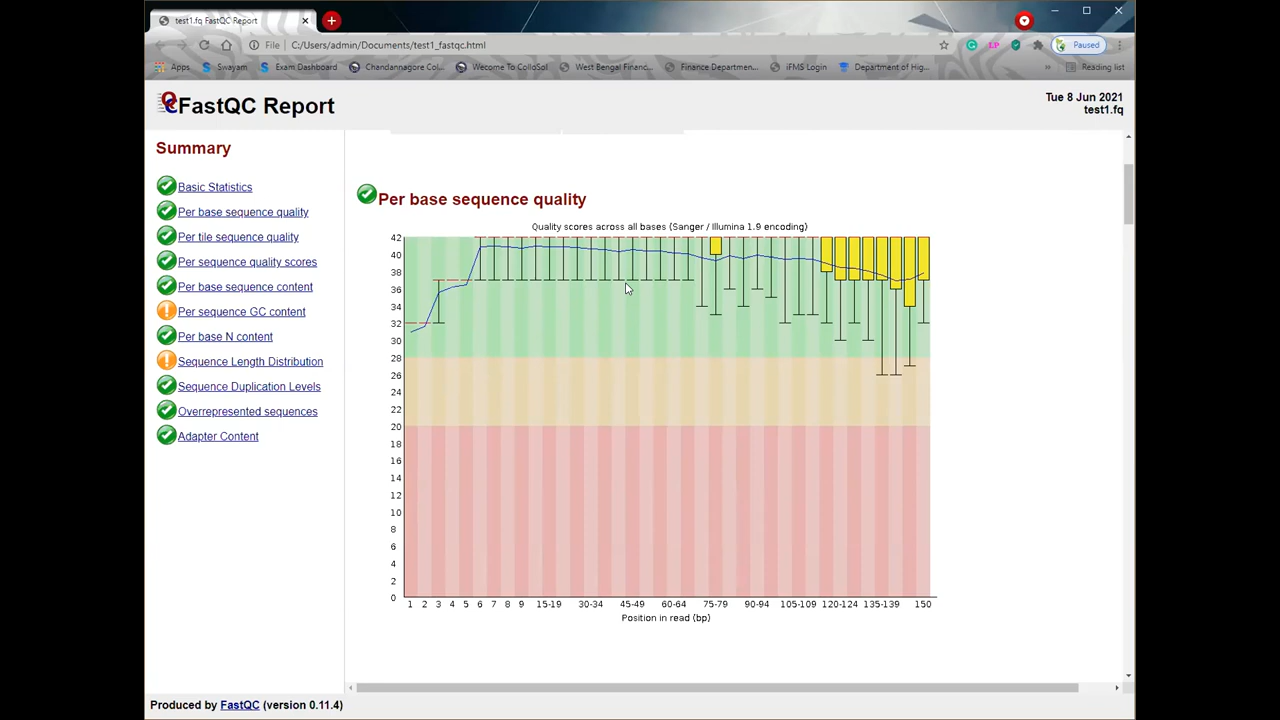 test1.fq FastQC Report
File
C:/Users/admin/Documents/test1_fastqc.html
Paused
Apps
Swayam
Exam Dashboard
Chandannagore Col...
Wecome To ColloSol
West Bengal Financ...
Finance Departmen...
iFMS Login
Department of Hig...
»
Reading list
FastQC Report
Tue 8 Jun 2021
test1.fq
Summary
Basic Statistics
Per base sequence quality
Per tile sequence quality
Per sequence quality scores
Per base sequence content
Per sequence GC content
Per base N content
Sequence Length Distribution
Sequence Duplication Levels
Overrepresented sequences
Adapter Content
Per base sequence quality
Quality scores across all bases (Sanger / Illumina 1.9 encoding)
42
40
38
36
34
32
30
28
26
24
22
20
18
16
14
12
10
8
6
4
2
0
1 2 3 4 5 6 7 8 9 15-19 30-34 45-49 60-64 75-79 90-94 105-109 120-124 135-139 150
Position in read (bp)
Produced by FastQC (version 0.11.4)